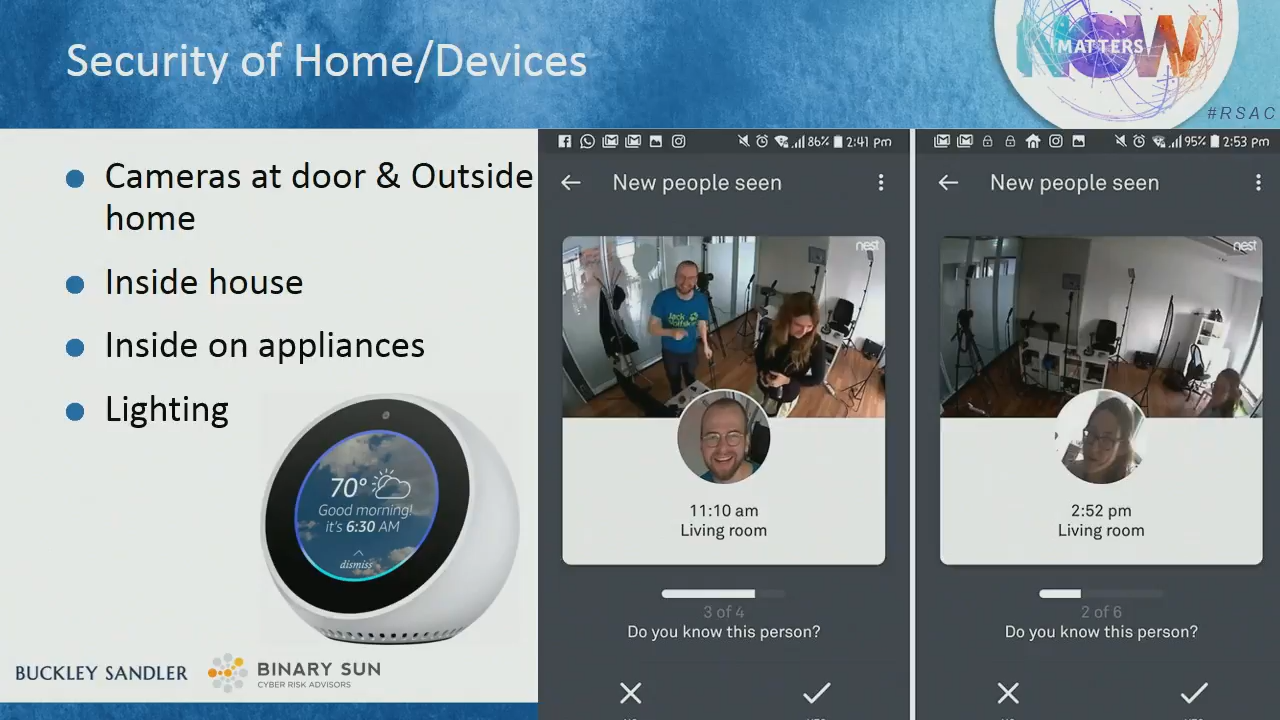 Security of Home/Devices
NOW
MATTERS
#RSAC
Cameras at door & Outside
home
Inside house
Inside on appliances
Lighting
70°
Good morning!
it's 6:30 AM
dismiss
BUCKLEY SANDLER
BINARY SUN
CYBER RISK ADVISORS
86% 2:41 pm
New people seen
nest
Jack
Wolfskin
11:10 am
Living room
3 of 4
Do you know this person?
95% 2:53 pm
New people seen
nest
2:52 pm
Living room
2 of 6
Do you know this person?